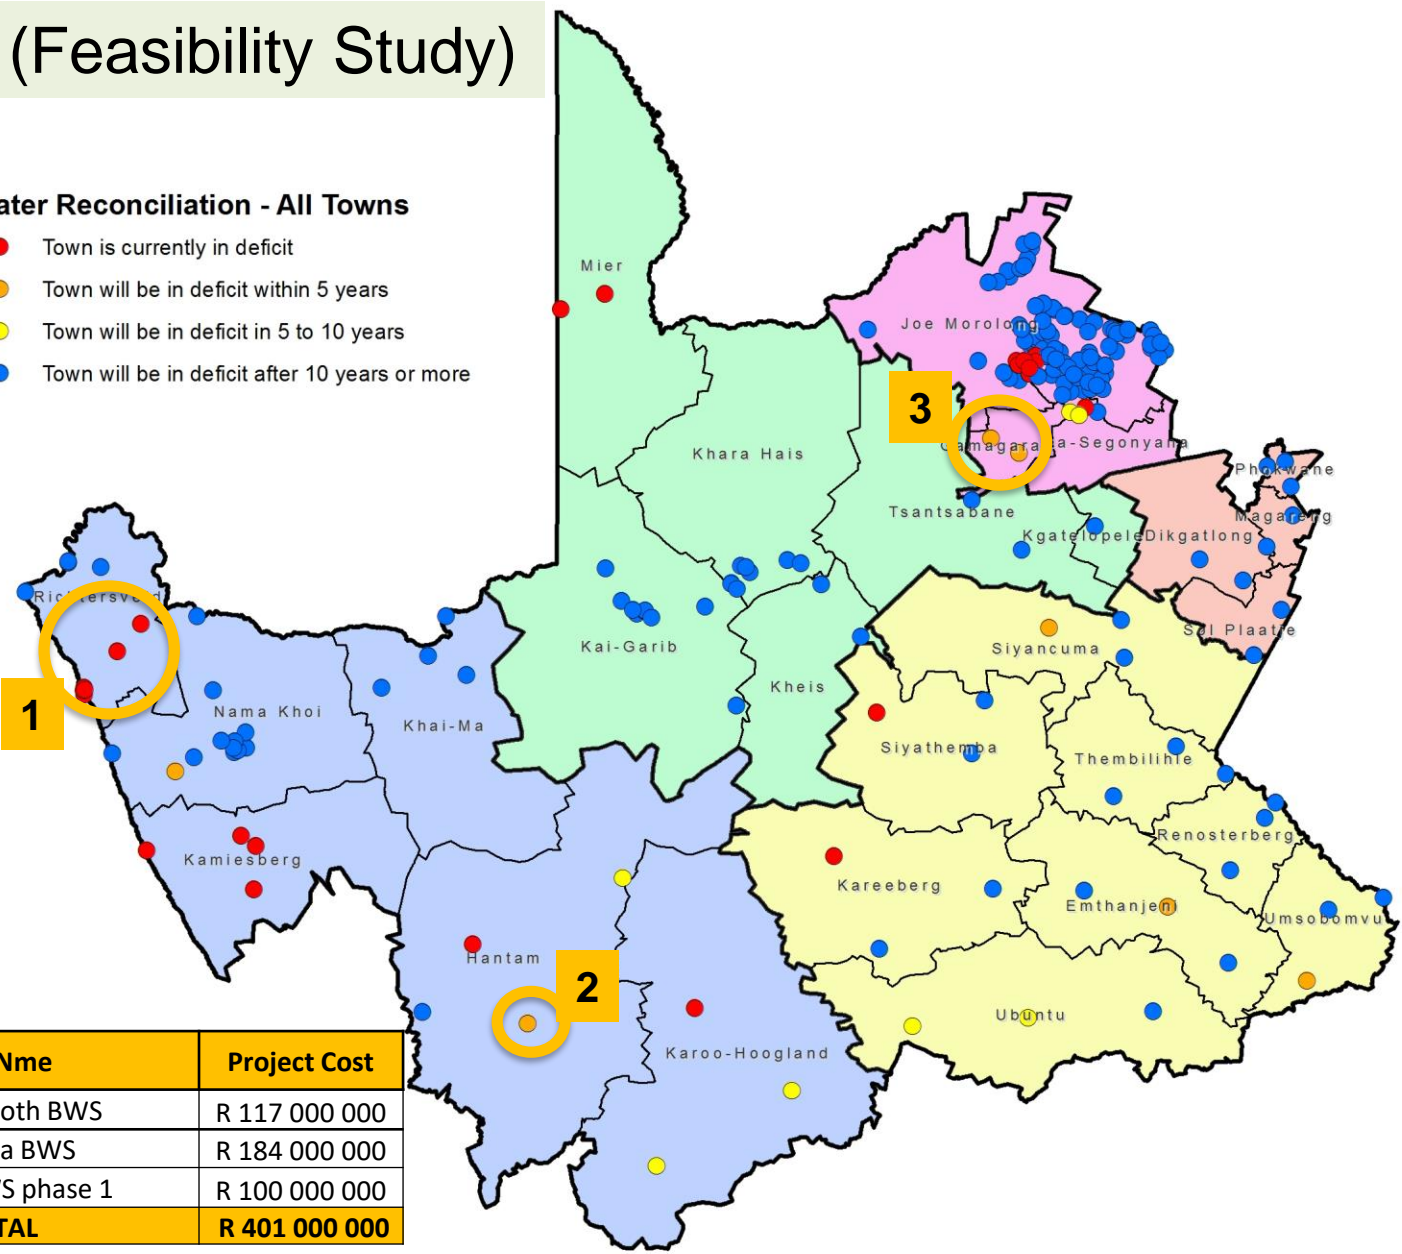 (Feasibility Study)
ater Reconciliation - All Towns
Town is currently in deficit
Town will be in deficit within 5 years
Town will be in deficit in 5 to 10 years
Town will be in deficit after 10 years or more
Mier
Joe Morolong
3
Khara Hais
Gamagara
a-Segonyana
Phokwane
Tsantsabane
Magareng
Kgatelopele
Dikgatlong
Richtersveld
Sol Plaatje
Kai-Garib
Siyancuma
Kheis
1
Nama Khoi
Khai-Ma
Siyathemba
Thembilihle
Renosterberg
Kamiesberg
Kareeberg
Emthanjeni
Umsobomvu
Hantam
2
Ubuntu
Karoo-Hoogland
Nme Project Cost
oth BWS R 117 000 000
a BWS R 184 000 000
S phase 1 R 100 000 000
TAL R 401 000 000